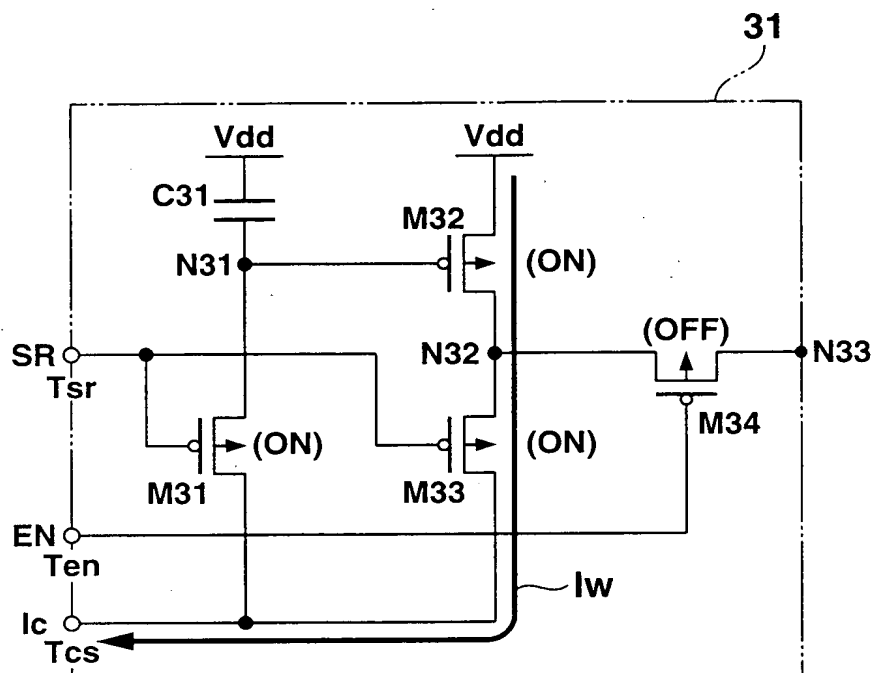 31
Vdd
Vdd
C31
M32
N31
(ON)
(OFF)
SR
N32
N33
Tsr
M34
(ON)
(ON)
M31
M33
EN
Ten
Iw
Ic
Tcs